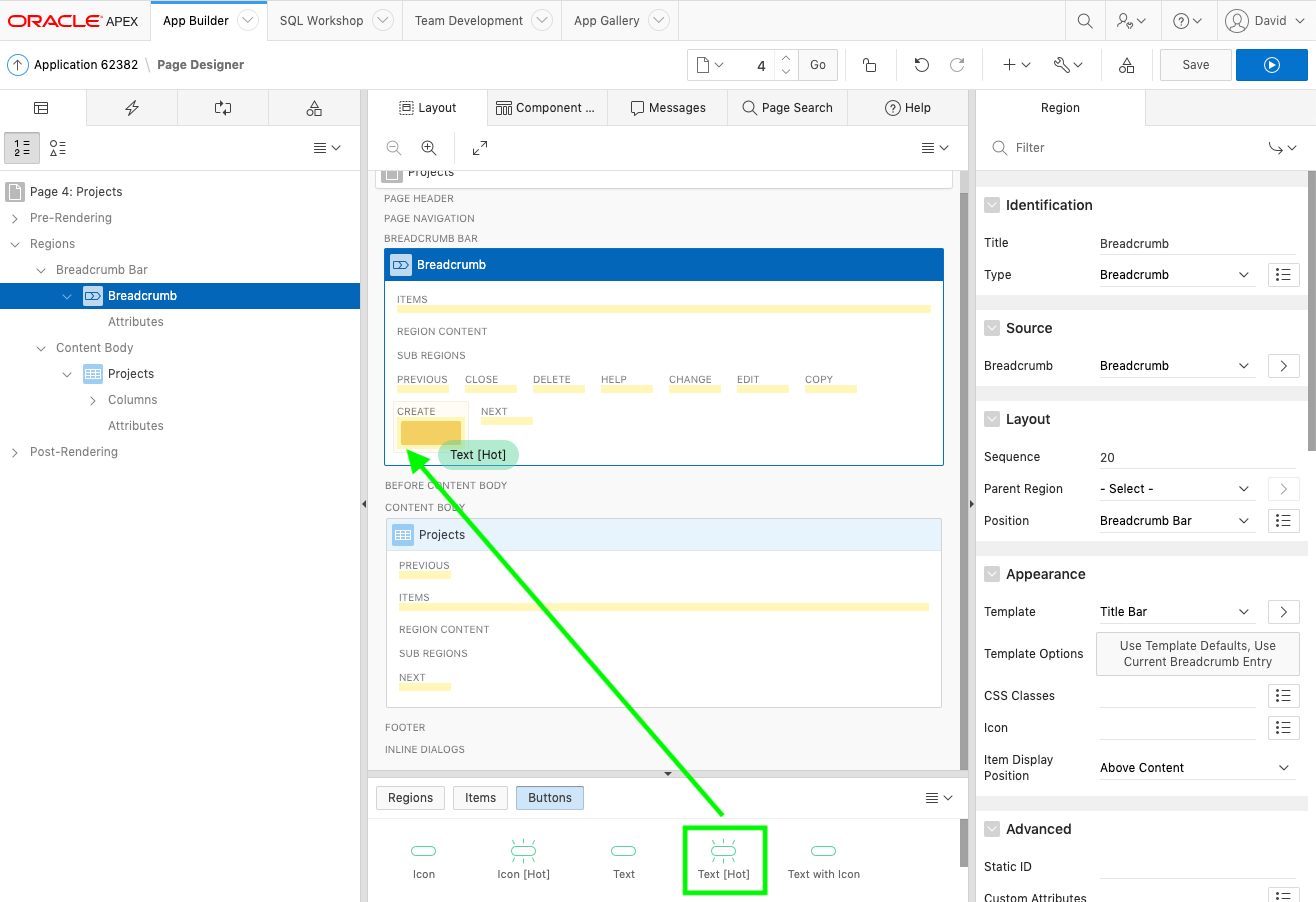 ORACLE APEX App Builder SQL Workshop Team Development App Gallery David
Application 62382 \ Page Designer 4 Go Save
Layout Component ... Messages Page Search Help Region
1 2
Filter
Page 4: Projects
Pre-Rendering
Regions
Breadcrumb Bar
Breadcrumb
Attributes
Content Body
Projects
Columns
Attributes
Post-Rendering
Projects
PAGE HEADER
PAGE NAVIGATION
BREADCRUMB BAR
Breadcrumb
ITEMS
REGION CONTENT
SUB REGIONS
PREVIOUS CLOSE DELETE HELP CHANGE EDIT COPY
CREATE NEXT
Text [Hot]
BEFORE CONTENT BODY
CONTENT BODY
Projects
PREVIOUS
ITEMS
REGION CONTENT
SUB REGIONS
NEXT
FOOTER
INLINE DIALOGS
Regions Items Buttons
Icon Icon [Hot] Text Text [Hot] Text with Icon
Identification
Title Breadcrumb
Type Breadcrumb
Source
Breadcrumb Breadcrumb
Layout
Sequence 20
Parent Region - Select -
Position Breadcrumb Bar
Appearance
Template Title Bar
Template Options Use Template Defaults, Use
Current Breadcrumb Entry
CSS Classes
Icon
Item Display
Position Above Content
Advanced
Static ID
Custom Attributes